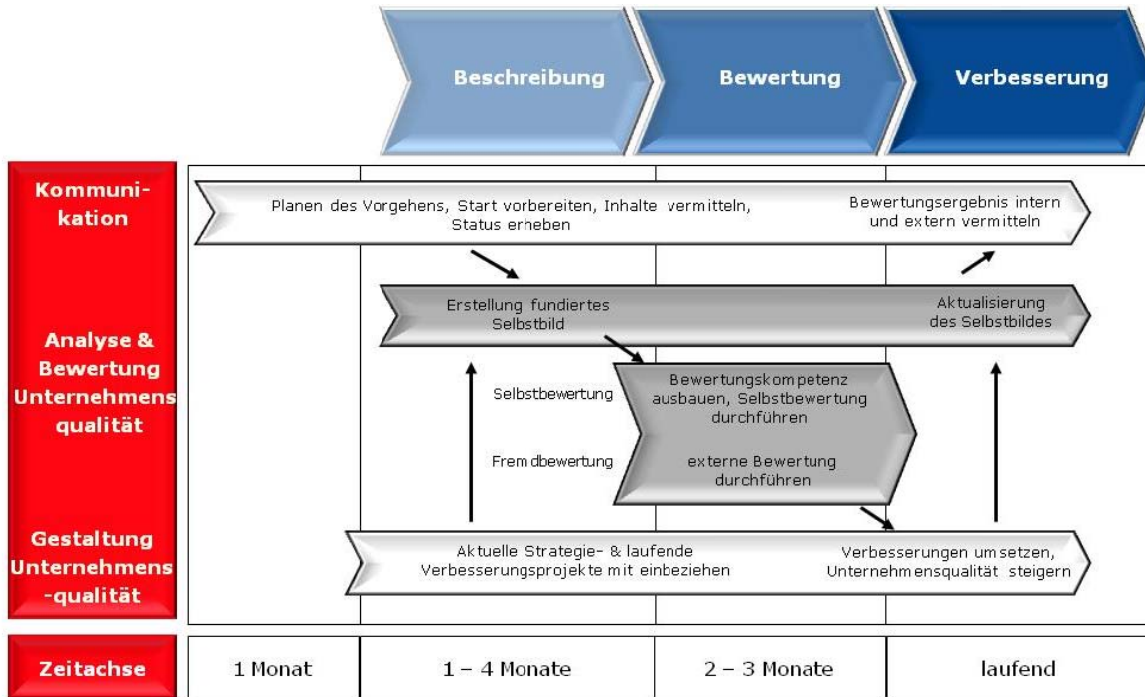 Beschreibung
Bewertung
Verbesserung
Kommuni-
kation
Planen des Vorgehens, Start vorbereiten, Inhalte vermitteln,
Status erheben
Bewertungsergebnis intern
und extern vermitteln
Analyse &
Bewertung
Unternehmens
qualität
Erstellung fundiertes
Selbstbild
Aktualisierung
des Selbstbildes
Selbstbewertung
Bewertungskompetenz
ausbauen, Selbstbewertung
durchführen
Fremdbewertung
externe Bewertung
durchführen
Gestaltung
Unternehmens
-qualität
Aktuelle Strategie- & laufende
Verbesserungsprojekte mit einbeziehen
Verbesserungen umsetzen,
Unternehmensqualität steigern
Zeitachse
1 Monat
1 – 4 Monate
2 – 3 Monate
laufend